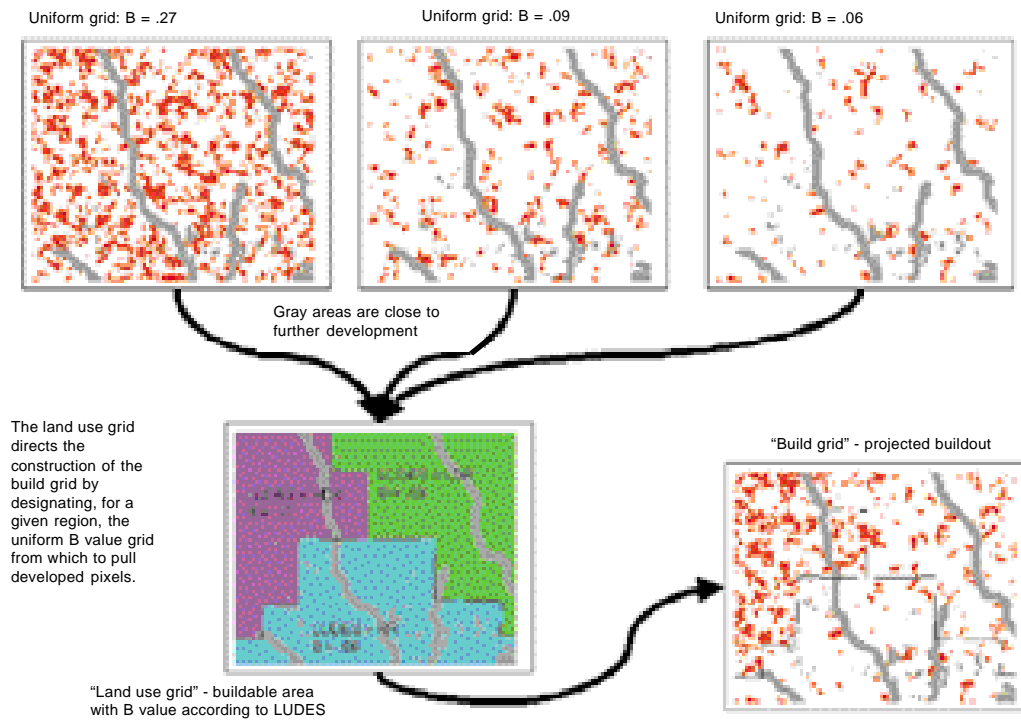 Uniform grid: B = .27
Uniform grid: B = .09
Uniform grid: B = .06
Gray areas are close to
further development
The land use grid
directs the
construction of the
build grid by
designating, for a
given region, the
uniform B value grid
from which to pull
developed pixels.
“Build grid” - projected buildout
“Land use grid” - buildable area
with B value according to LUDES